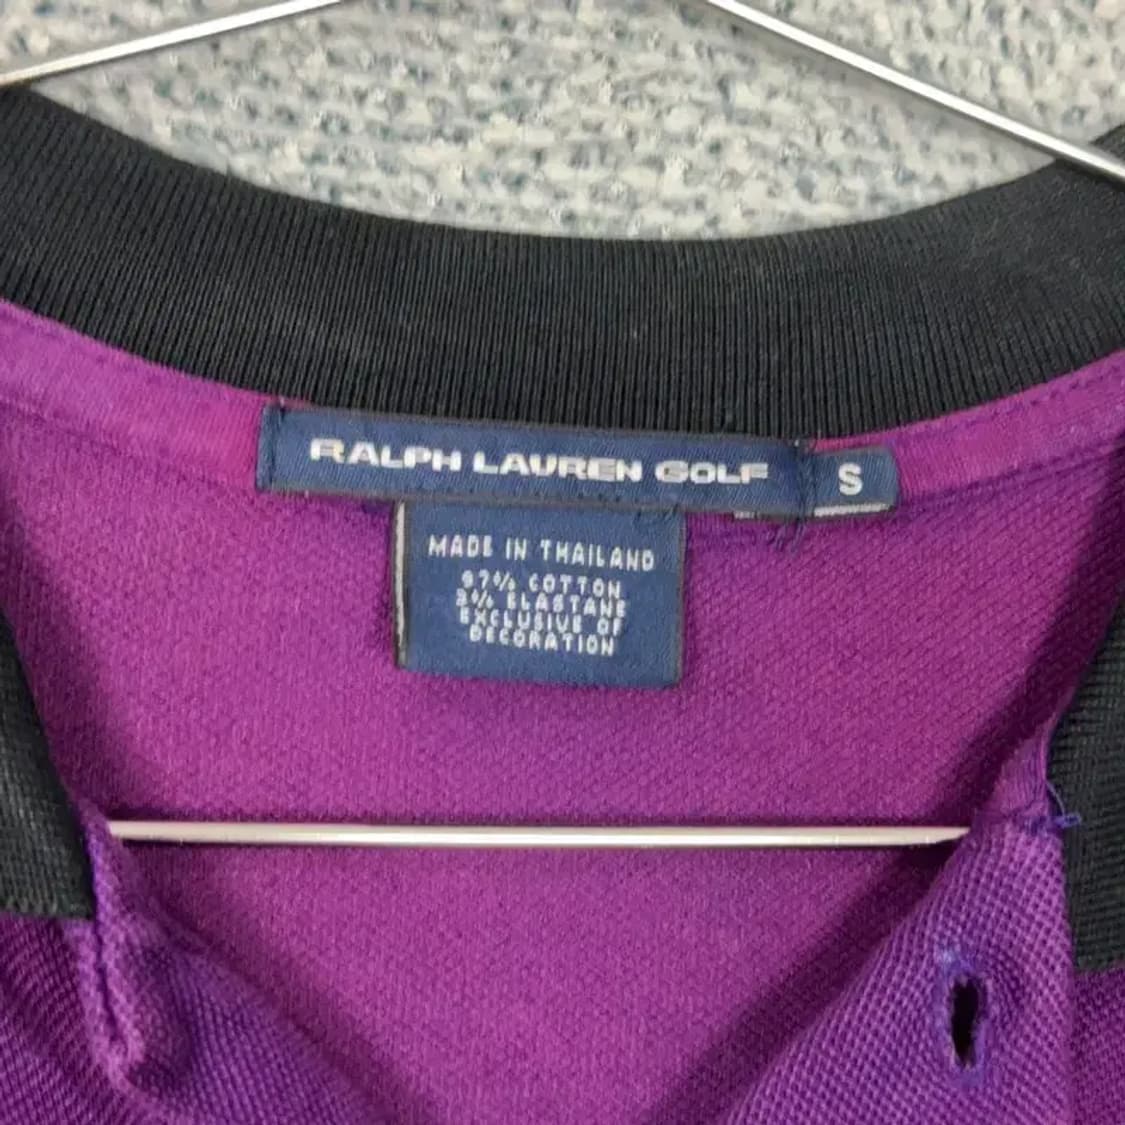 RALPH LAUREN GOLF
S
MADE IN THAILAND
97% COTTON
3% ELASTANE
EXCLUSIVE OF
DECORATION